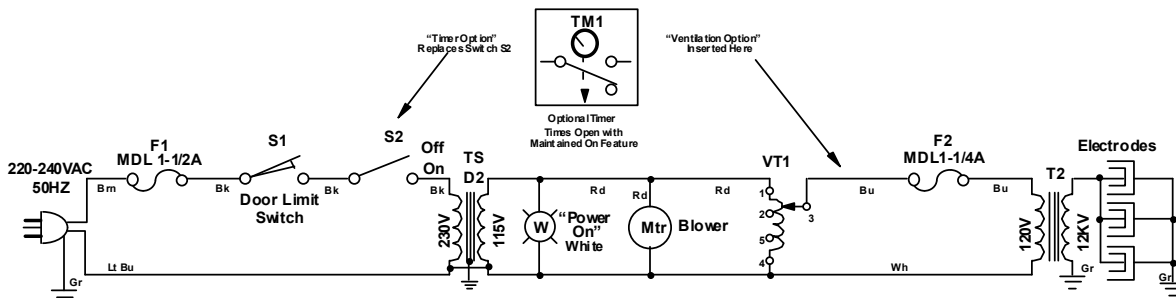 TM1
"Timer Option"
Replaces Switch S2
"Ventilation Option"
Inserted Here
Optional Timer
Times Open with
Maintained On Feature
220-240VAC
50HZ
F1
MDL 1-1/2A
S1
Door Limit
Switch
S2
Off
On
TS
D2
230V
115V
W
"Power
On"
White
Mtr
Blower
VT1
1
2
5
4
3
F2
MDL1-1/4A
T2
120V
12KV
Electrodes
Brn
Bk
Bk
Bk
Rd
Rd
Rd
Bu
Bu
Lt Bu
Wh
Gr
Gr
Gr